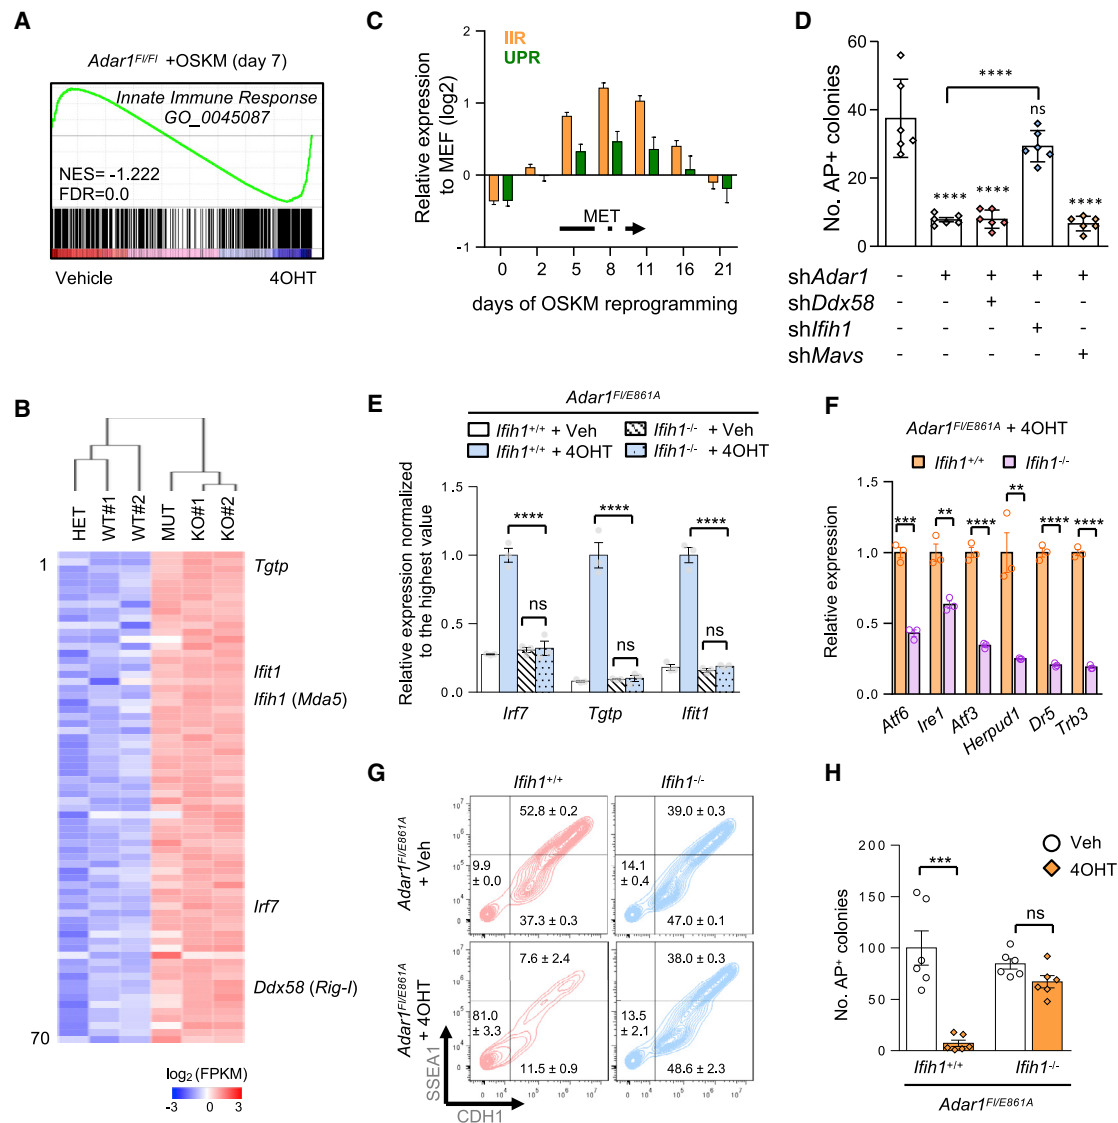 A
Adar1Fl/Fl +OSKM (day 7)
Innate Immune Response
GO_0045087
NES= -1.222
FDR=0.0
Vehicle 4OHT
B
HET WT#1 WT#2 MUT KO#1 KO#2
1
Tgtp
Ifit1
Ifih1 (Mda5)
Irf7
Ddx58 (Rig-I)
70
log2 (FPKM)
-3 0 3
C
Relative expression
to MEF (log2)
2
1
0
-1
IIR
UPR
MET
0 2 5 8 11 16 21
days of OSKM reprogramming
D
No. AP+ colonies
60
40
20
0
****
ns
**** **** ****
shAdar1 - + + + +
shDdx58 - - + - -
shIfih1 - - - + -
shMavs - - - - +
E
Adar1Fl/E861A
Ifih1+/+ + Veh Ifih1-/- + Veh
Ifih1+/+ + 4OHT Ifih1-/- + 4OHT
Relative expression normalized
to the highest value
1.5
1.0
0.5
0.0
**** **** ****
ns ns ns
Irf7 Tgtp Ifit1
F
Adar1Fl/E861A + 4OHT
Ifih1+/+ Ifih1-/-
Relative expression
1.5
1.0
0.5
0.0
*** ** **** ** **** ****
Atf6 Ire1 Atf3 Herpud1 Dr5 Trb3
G
Ifih1+/+ Ifih1-/-
Adar1Fl/E861A
+ Veh
52.8 ± 0.2
9.9
± 0.0
37.3 ± 0.3
39.0 ± 0.3
14.1
± 0.4
47.0 ± 0.1
Adar1Fl/E861A
+ 4OHT
7.6 ± 2.4
81.0
± 3.3
11.5 ± 0.9
38.0 ± 0.3
13.5
± 2.1
48.6 ± 2.3
SSEA1
CDH1
H
Veh
4OHT
No. AP+ colonies
200
150
100
50
0
***
ns
Ifih1+/+ Ifih1-/-
Adar1Fl/E861A